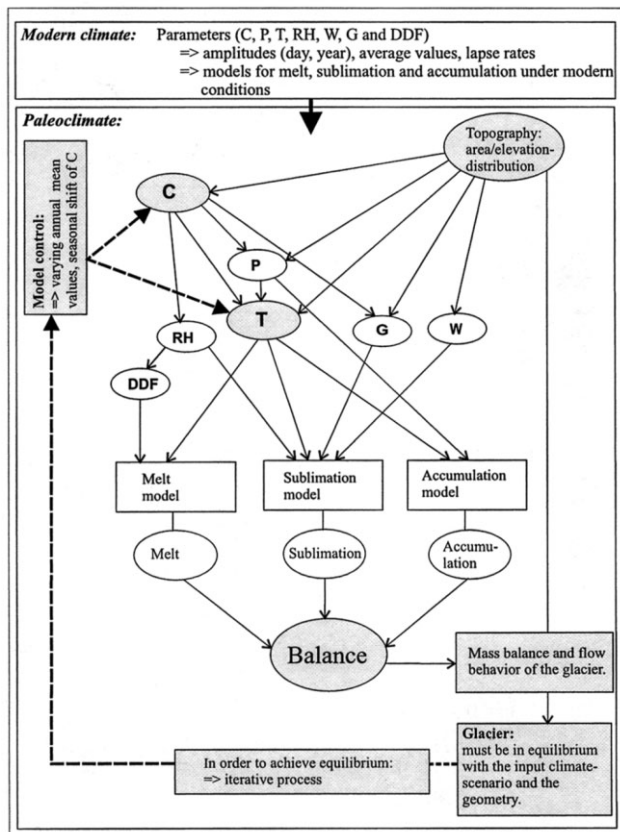 Modern climate: Parameters (C, P, T, RH, W, G and DDF)
=> amplitudes (day, year), average values, lapse rates
=> models for melt, sublimation and accumulation under modern
conditions
Paleoclimate:
Topography:
area/elevation-
distribution
Model control:
=> varying annual mean
values, seasonal shift of C
C
P
T
G
W
RH
DDF
Melt
model
Sublimation
model
Accumulation
model
Melt
Sublimation
Accumu-
lation
Balance
Mass balance and flow
behavior of the glacier.
Glacier:
must be in equilibrium
with the input climate-
scenario and the
geometry.
In order to achieve equilibrium:
=> iterative process